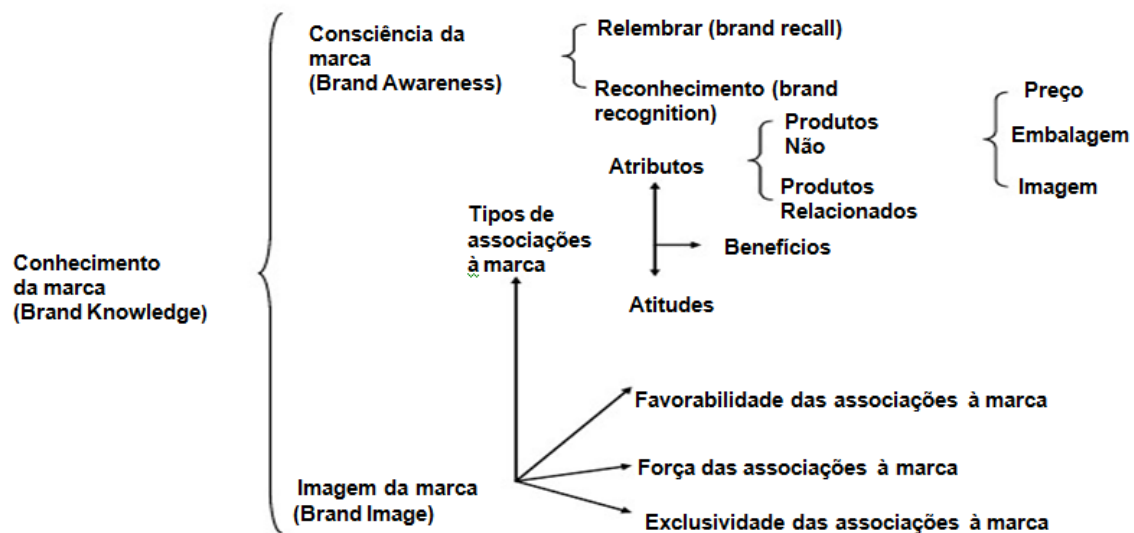 Consciência da
marca
(Brand Awareness)
Relembrar (brand recall)
Reconhecimento (brand
recognition)
Atributos
Produtos
Não
Produtos
Relacionados
Preço
Embalagem
Imagem
Tipos de
associações
à marca
Benefícios
Atitudes
Conhecimento
da marca
(Brand Knowledge)
Favorabilidade das associações à marca
Força das associações à marca
Imagem da marca
(Brand Image)
Exclusividade das associações à marca